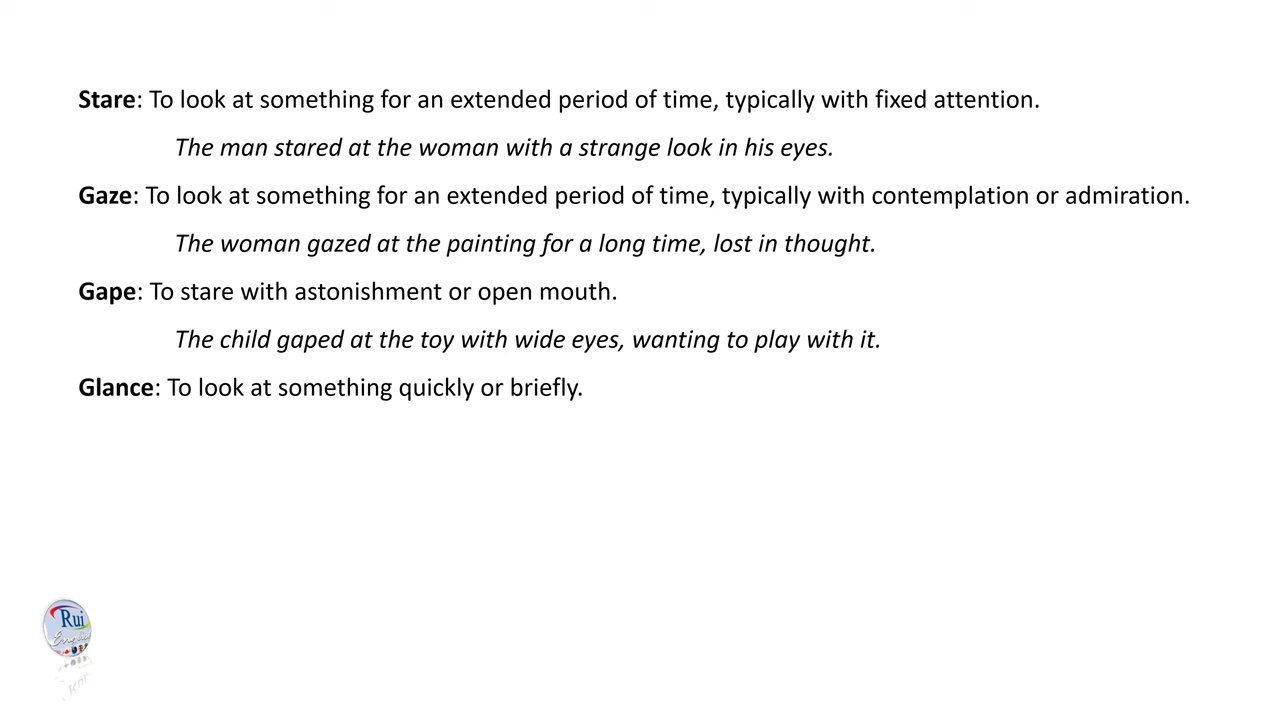 Stare: To look at something for an extended period of time, typically with fixed attention.
The man stared at the woman with a strange look in his eyes.
Gaze: To look at something for an extended period of time, typically with contemplation or admiration.
The woman gazed at the painting for a long time, lost in thought.
Gape: To stare with astonishment or open mouth.
The child gaped at the toy with wide eyes, wanting to play with it.
Glance: To look at something quickly or briefly.
Rui